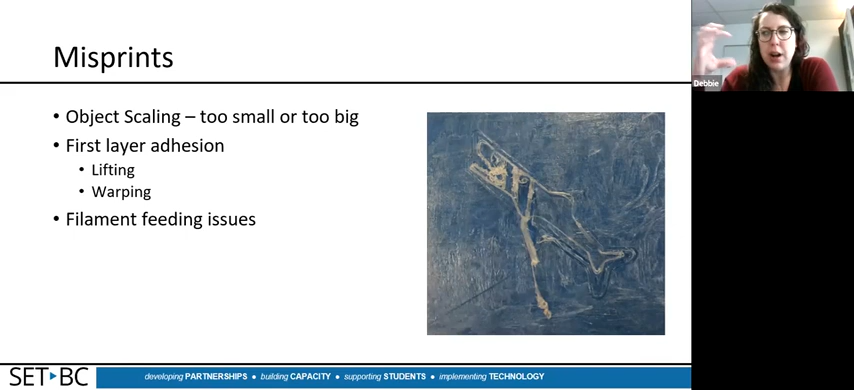 Misprints
• Object Scaling – too small or too big
• First layer adhesion
• Lifting
• Warping
• Filament feeding issues
Debbie
SET BC
developing PARTNERSHIPS ● building CAPACITY ● supporting STUDENTS ● implementing TECHNOLOGY